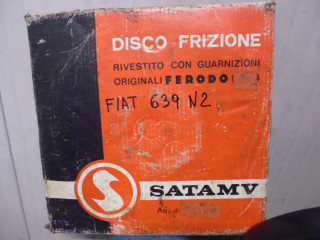 DISCO FRIZIONE
RIVESTITO CON GUARNIZIONI
ORIGINALI FERODO
FIAT 639 N2
SATAMV